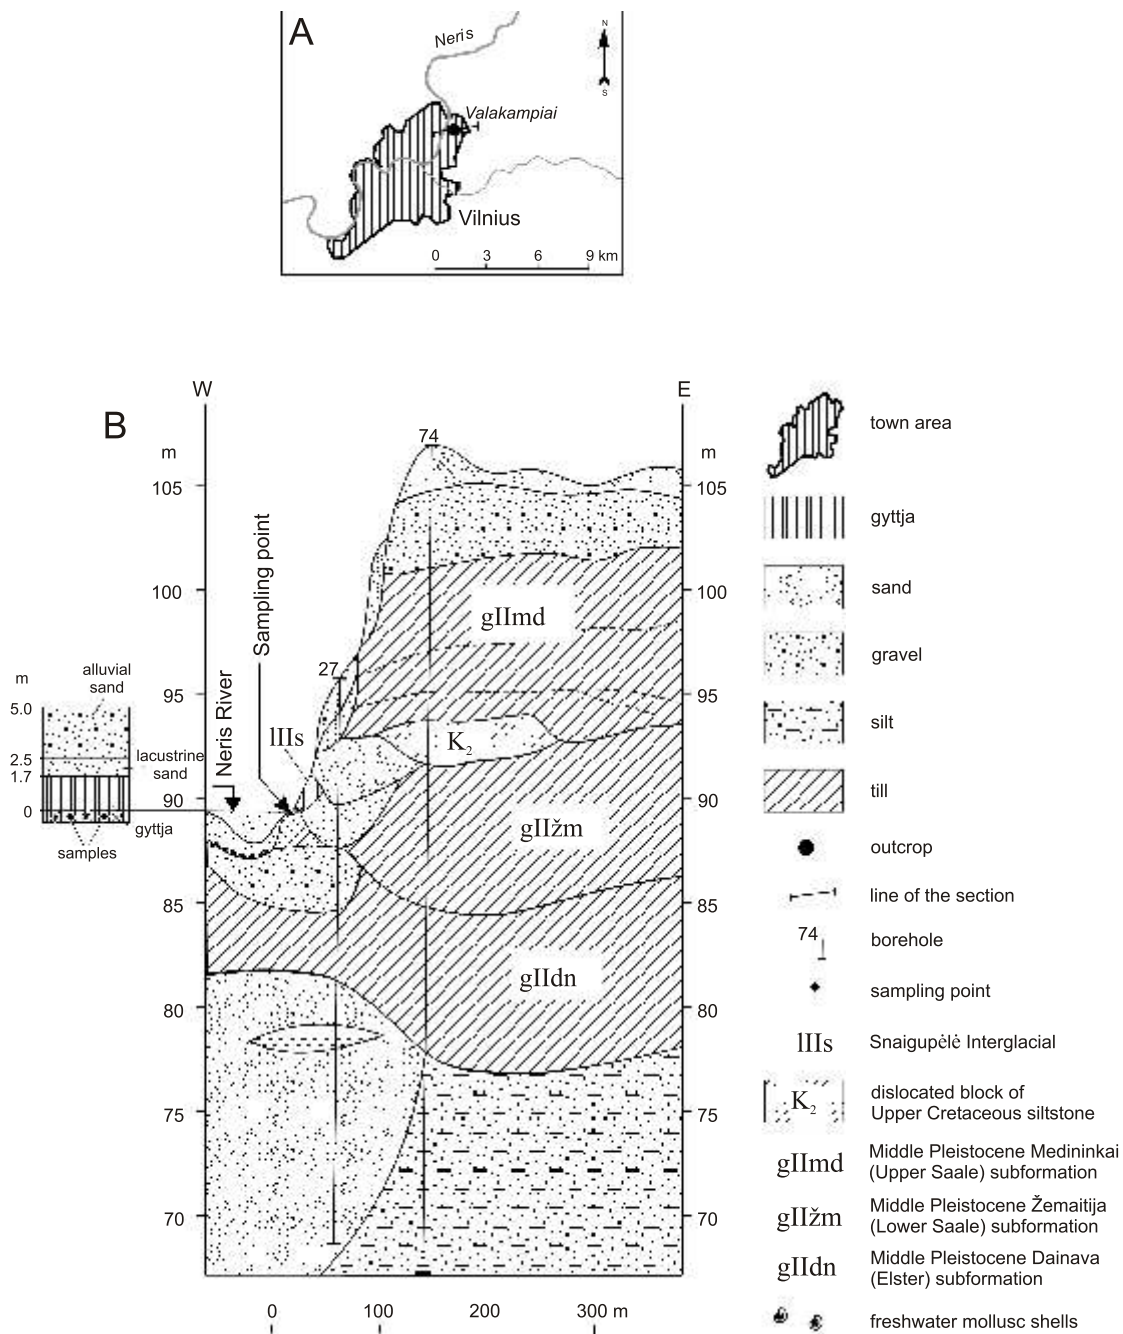 A
Neris
N
S
Valakampiai
Vilnius
0 3 6 9 km
B
W E
m m
74
105 105
100 100
95 95
90 90
85 85
80 80
75 75
70 70
Sampling point
Neris River
27
lIIs
gIImd
K2
gIIžm
gIIdn
m
alluvial
sand
5.0
2.5
lacustrine
sand
1.7
0
gyttja
samples
0 100 200 300 m
town area
gyttja
sand
gravel
silt
till
outcrop
line of the section
74 borehole
sampling point
lIIs Snaigupėlė Interglacial
K2 dislocated block of
Upper Cretaceous siltstone
gIImd Middle Pleistocene Medininkai
(Upper Saale) subformation
gIIžm Middle Pleistocene Žemaitija
(Lower Saale) subformation
gIIdn Middle Pleistocene Dainava
(Elster) subformation
freshwater mollusc shells